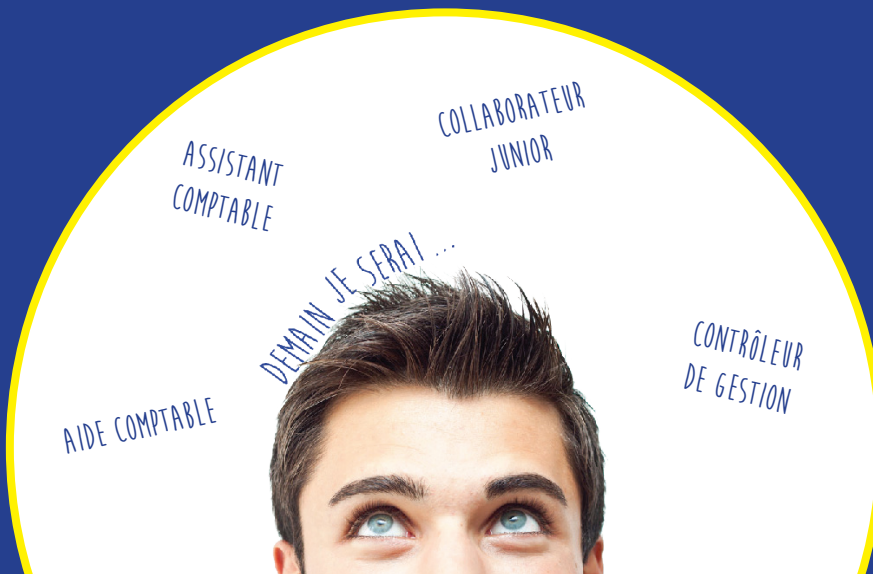 COLLABORATEUR
JUNIOR
ASSISTANT
COMPTABLE
DEMAIN JE SERAI ...
CONTRÔLEUR
DE GESTION
AIDE COMPTABLE